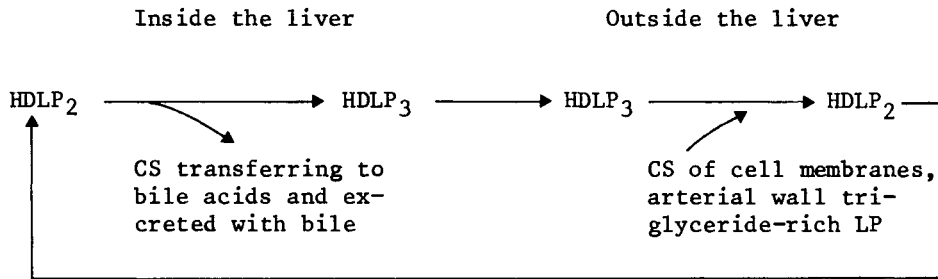 Inside the liver Outside the liver
HDLP2 HDLP3 HDLP3 HDLP2
CS transferring to
bile acids and ex-
creted with bile
CS of cell membranes,
arterial wall tri-
glyceride-rich LP